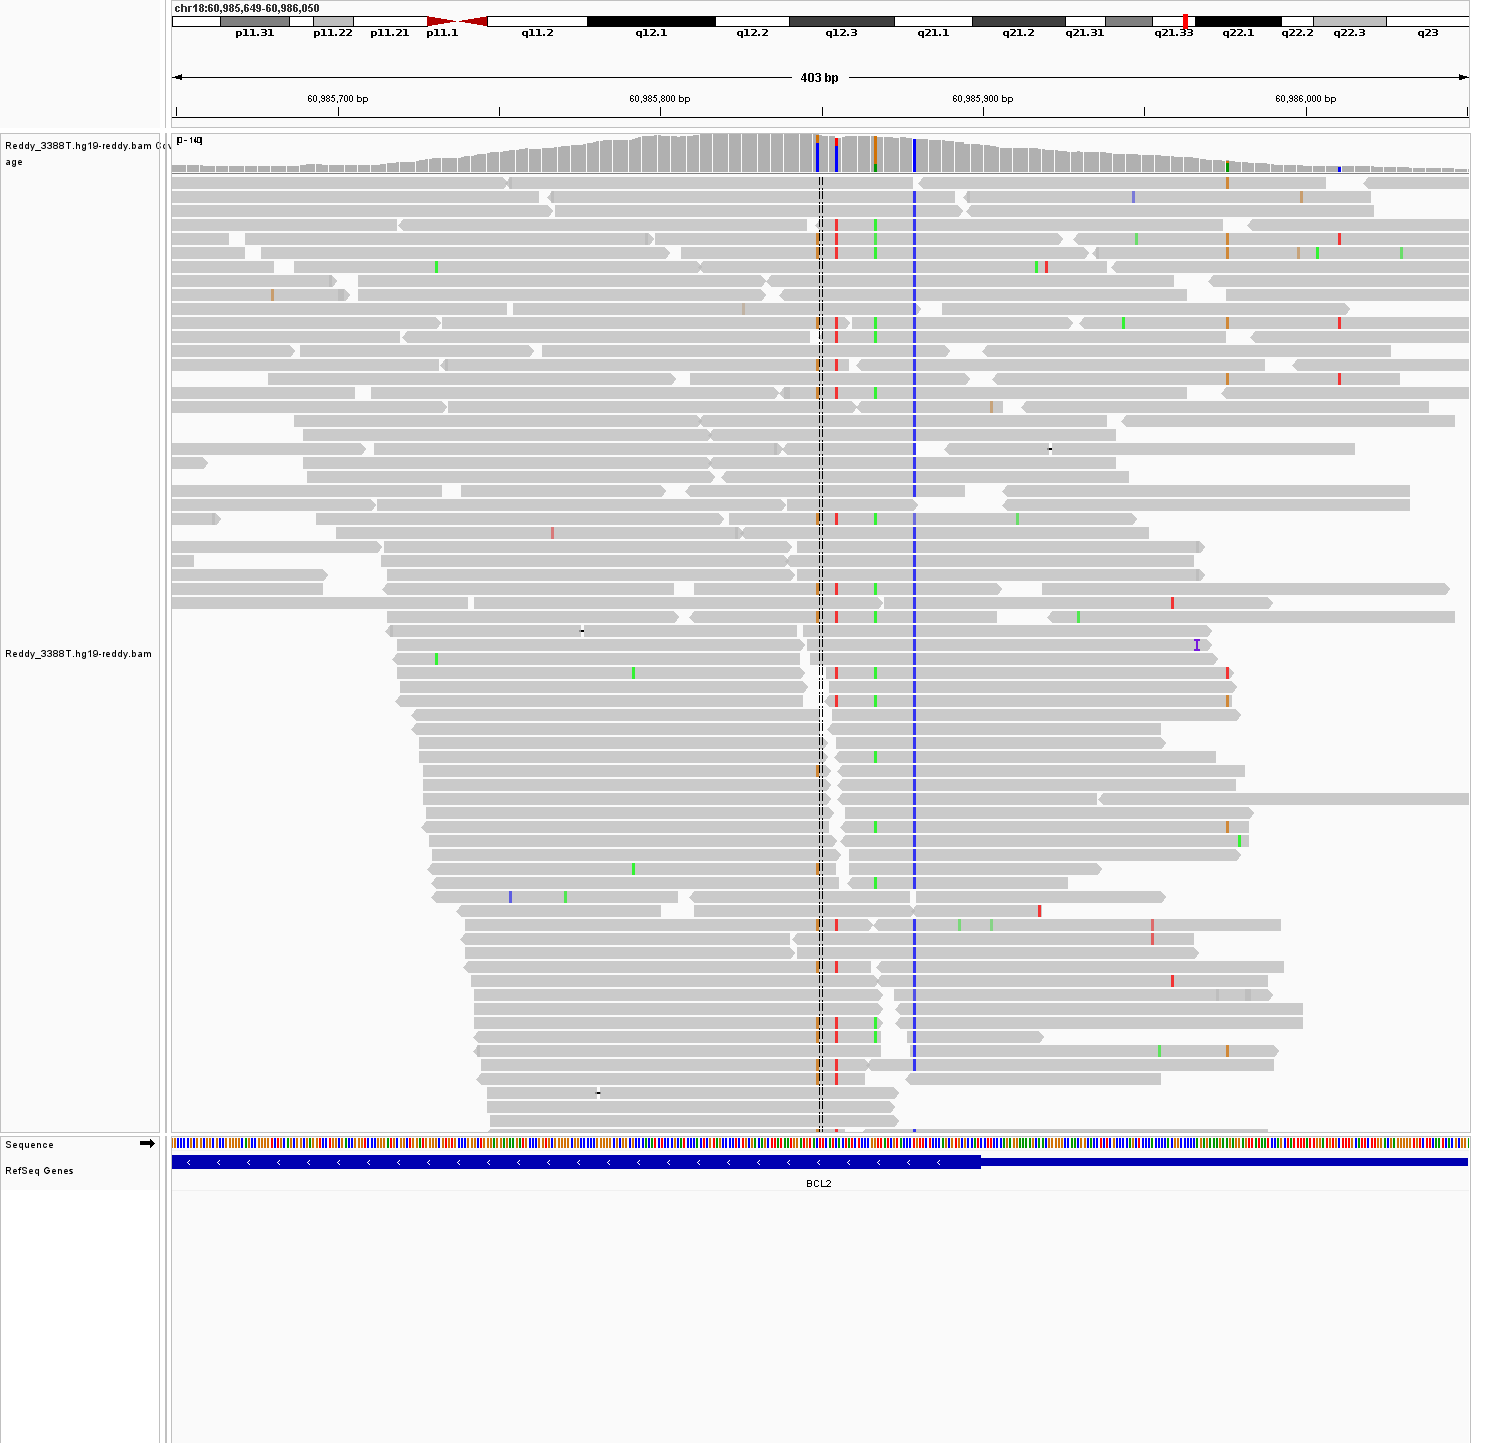 chr18:60,985,649-60,986,050
p11.31 p11.22 p11.21 p11.1 q11.2 q12.1 q12.2 q12.3 q21.1 q21.2 q21.31 q21.33 q22.1 q22.2 q22.3 q23
403 bp
60,985,700 bp 60,985,800 bp 60,985,900 bp 60,986,000 bp
Reddy_3388T.hg19-reddy.bam Cov
age
Reddy_3388T.hg19-reddy.bam
Sequence
RefSeq Genes
BCL2